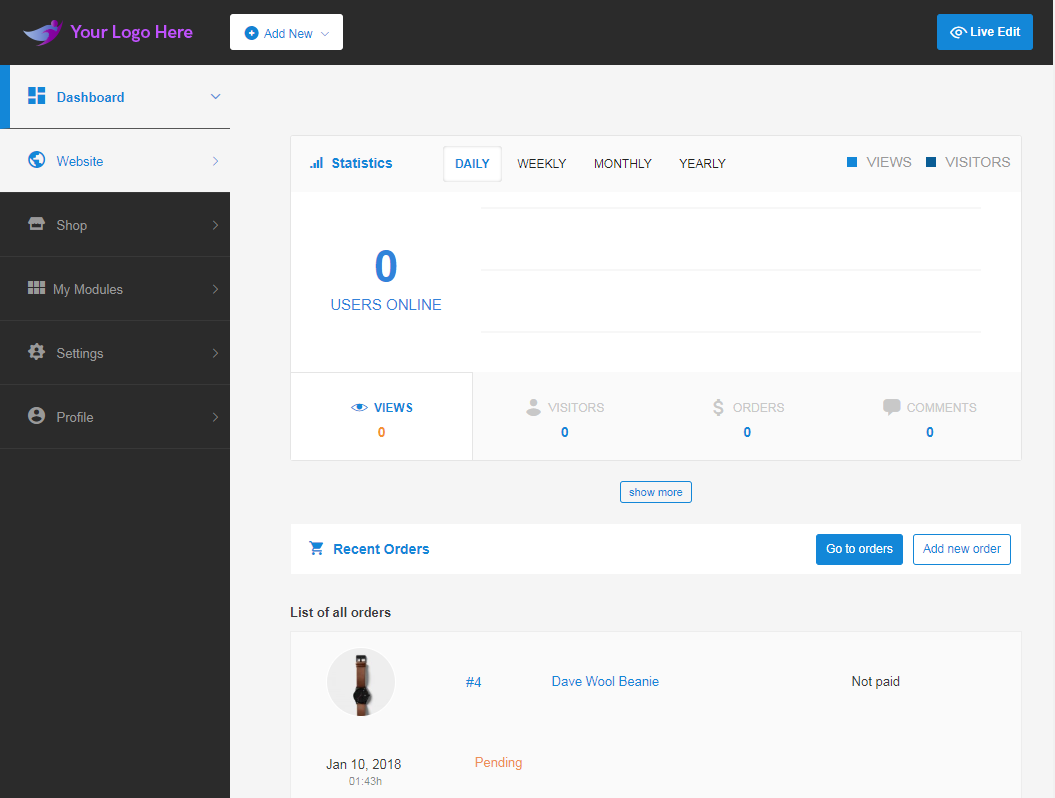 Your Logo Here
Add New
Live Edit
Dashboard
Website
Shop
My Modules
Settings
Profile
Statistics
DAILY WEEKLY MONTHLY YEARLY
VIEWS VISITORS
0
USERS ONLINE
VIEWS
0
VISITORS
0
ORDERS
0
COMMENTS
0
show more
Recent Orders
Go to orders
Add new order
List of all orders
#4
Dave Wool Beanie
Not paid
Jan 10, 2018
01:43h
Pending